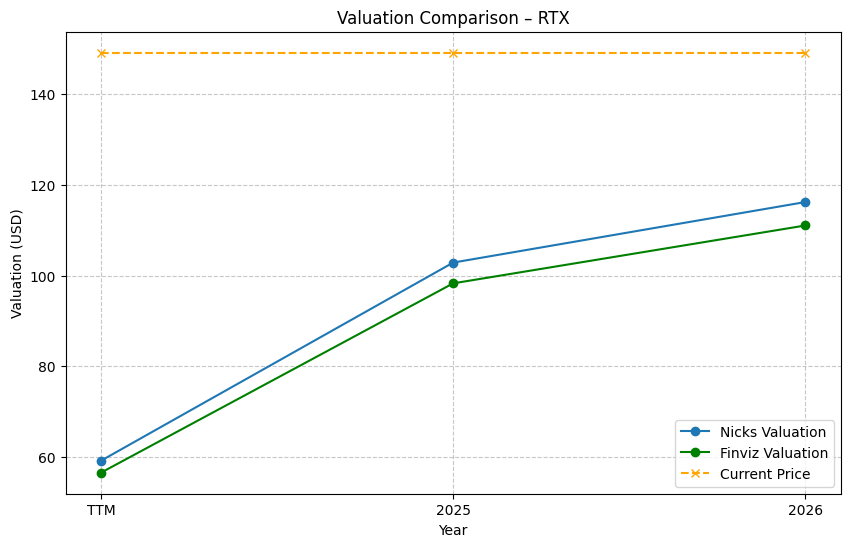 Valuation Comparison – RTX
Valuation (USD)
140
120
100
80
60
TTM
2025
2026
Year
Nicks Valuation
Finviz Valuation
Current Price